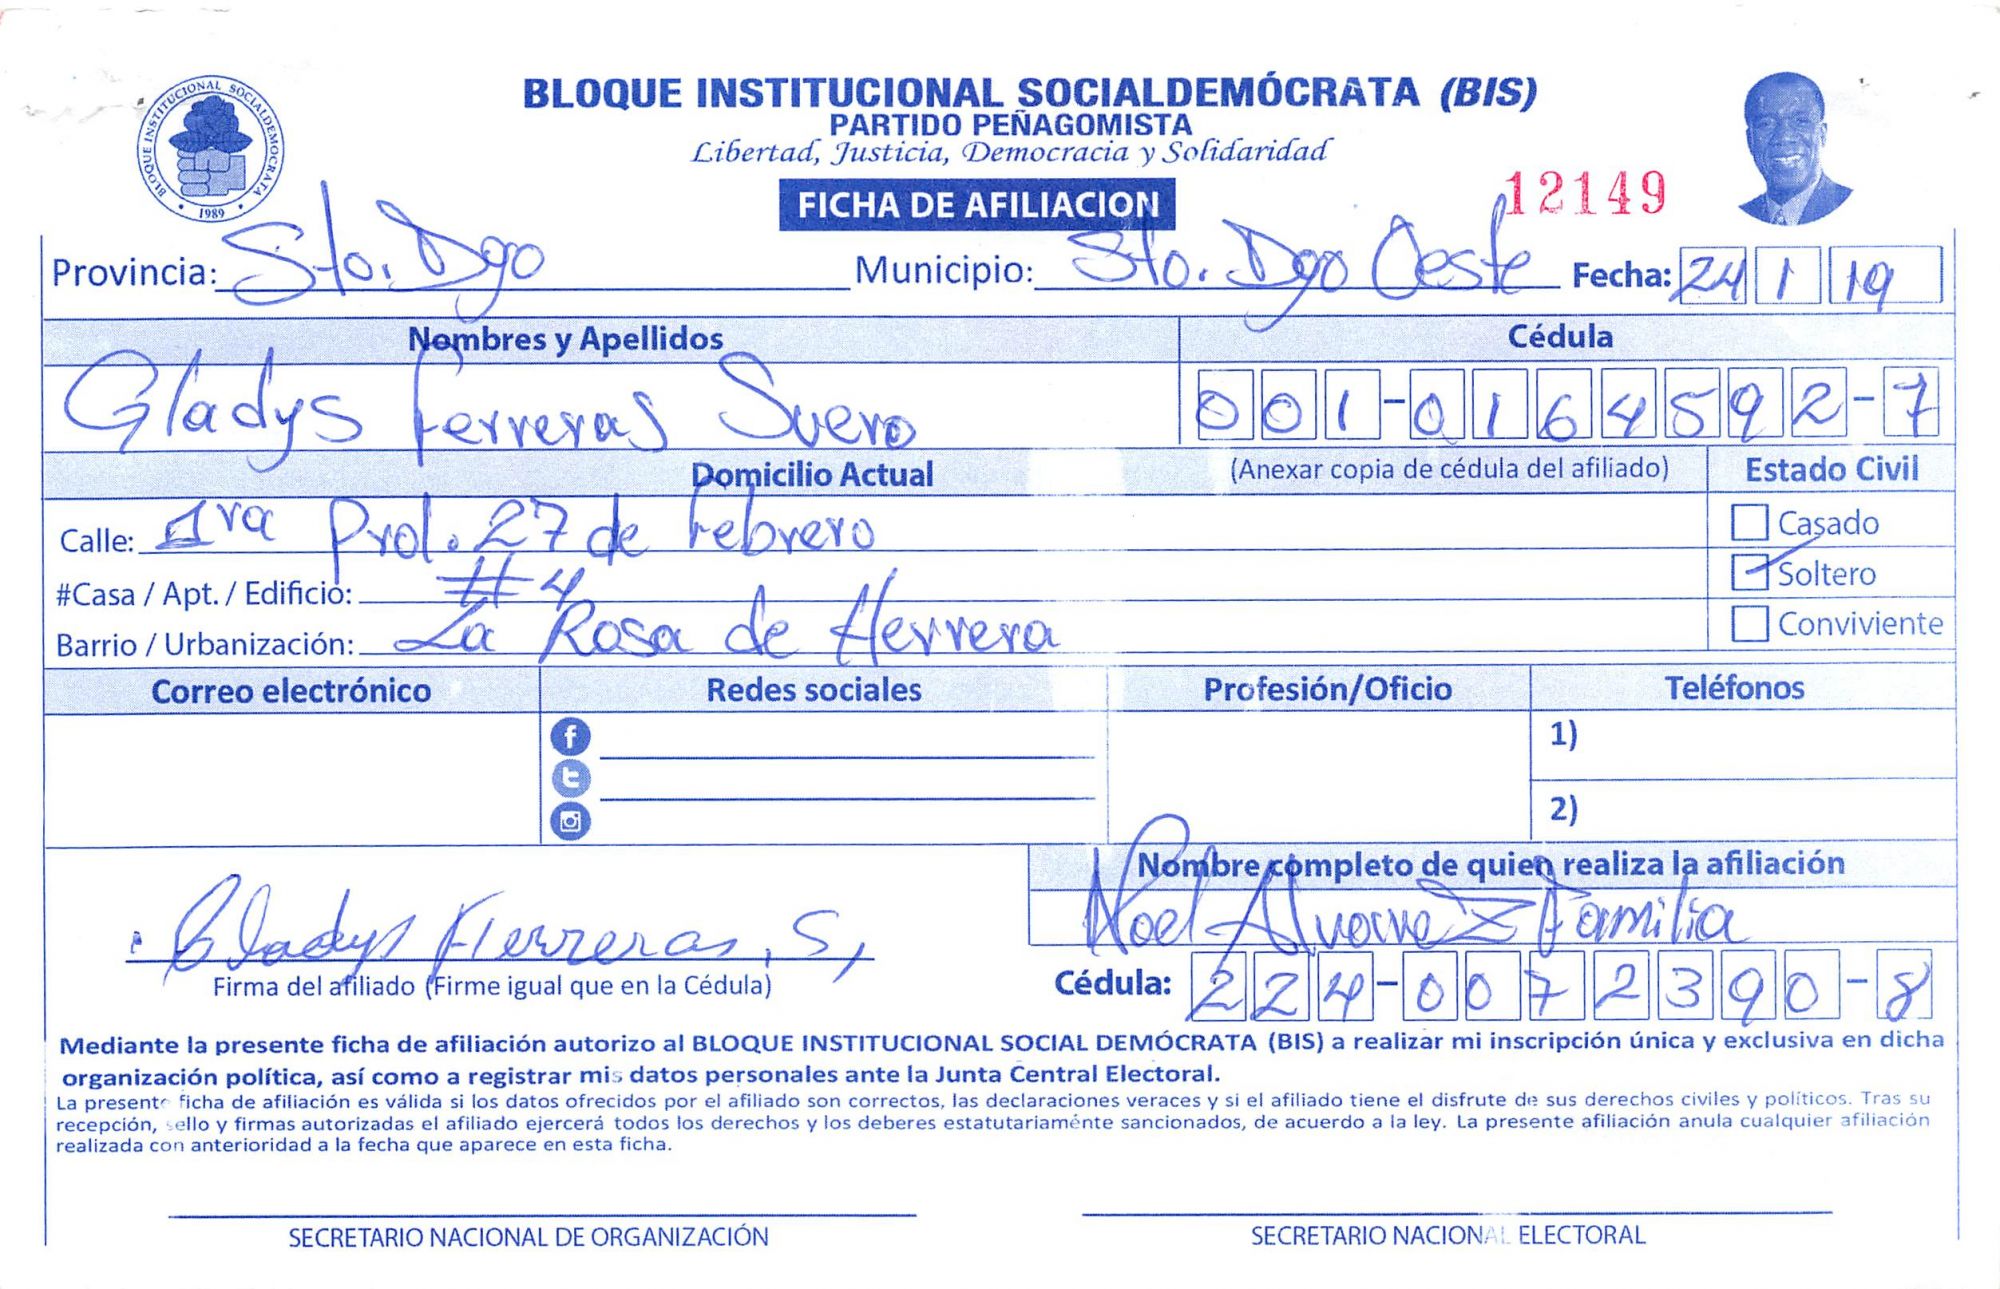 BLOQUE INSTITUCIONAL SOCIALDEMÓCRATA (BIS)
PARTIDO PEÑAGOMISTA
Libertad, Justicia, Democracia y Solidaridad
BLOQUE INSTITUCIONAL SOCIALDEMOCRATA
1989
FICHA DE AFILIACION
12149
Provincia: Sto. Dgo Municipio: Sto. Dgo Oeste Fecha: 24 1 19
Nombres y Apellidos Cédula
Gladys Ferreras Suero 001-0164592-7
Domicilio Actual (Anexar copia de cédula del afiliado) Estado Civil
Calle: 1ra Prol. 27 de Febrero Casado
#Casa / Apt. / Edificio: #4 Soltero
Barrio / Urbanización: La Rosa de Herrera Conviviente
Correo electrónico Redes sociales Profesión/Oficio Teléfonos
1)
2)
Nombre completo de quien realiza la afiliación
Noel Alvarez Familia
Gladys Ferreras, S,
Firma del afiliado (Firme igual que en la Cédula) Cédula: 224-0072390-8
Mediante la presente ficha de afiliación autorizo al BLOQUE INSTITUCIONAL SOCIAL DEMÓCRATA (BIS) a realizar mi inscripción única y exclusiva en dicha
organización política, así como a registrar mis datos personales ante la Junta Central Electoral.
La presente ficha de afiliación es válida si los datos ofrecidos por el afiliado son correctos, las declaraciones veraces y si el afiliado tiene el disfrute de sus derechos civiles y políticos. Tras su
recepción, sello y firmas autorizadas el afiliado ejercerá todos los derechos y los deberes estatutariaménte sancionados, de acuerdo a la ley. La presente afiliación anula cualquier afiliación
realizada con anterioridad a la fecha que aparece en esta ficha.
SECRETARIO NACIONAL DE ORGANIZACIÓN SECRETARIO NACIONAL ELECTORAL